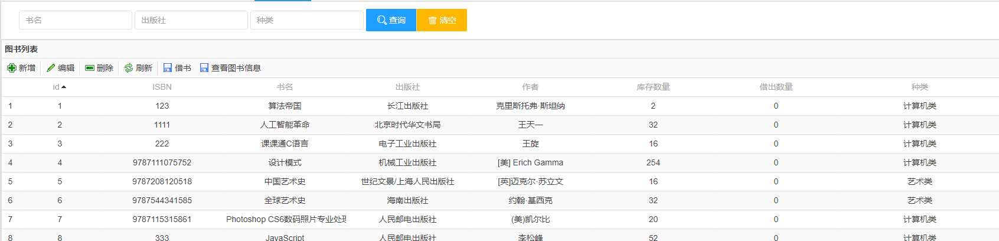 书名 出版社 种类 查询 清空
图书列表
新增 编辑 删除 刷新 借书 查看图书信息
id ISBN 书名 出版社 作者 库存数量 借出数量 种类
1 1 123 算法帝国 长江出版社 克里斯托弗·斯坦纳 2 0 计算机类
2 2 1111 人工智能革命 北京时代华文书局 王天一 32 0 计算机类
3 3 222 课课通C语言 电子工业出版社 王旋 16 0 计算机类
4 4 9787111075752 设计模式 机械工业出版社 [美] Erich Gamma 254 0 计算机类
5 5 9787208120518 中国艺术史 世纪文景/上海人民出版社 [英]迈克尔·苏立文 16 0 艺术类
6 6 9787544341585 全球艺术史 海南出版社 约翰·基西克 32 0 艺术类
7 7 9787115315861 Photoshop CS6数码照片专业处理 人民邮电出版社 (美)凯尔比 20 0 计算机类
8 8 333 JavaScript 人民邮电出版社 李松峰 52 0 计算机类